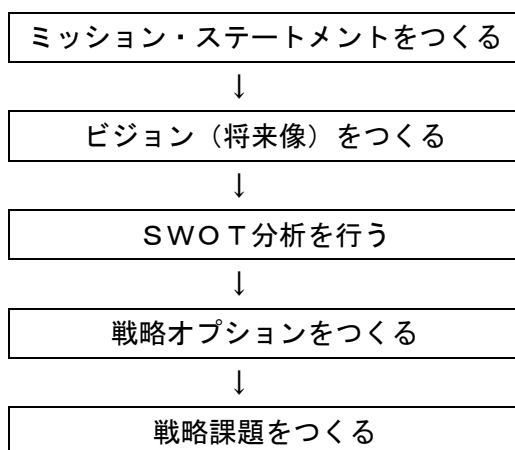 ミッション・ステートメントをつくる
↓
ビジョン（将来像）をつくる
↓
ＳＷＯＴ分析を行う
↓
戦略オプションをつくる
↓
戦略課題をつくる